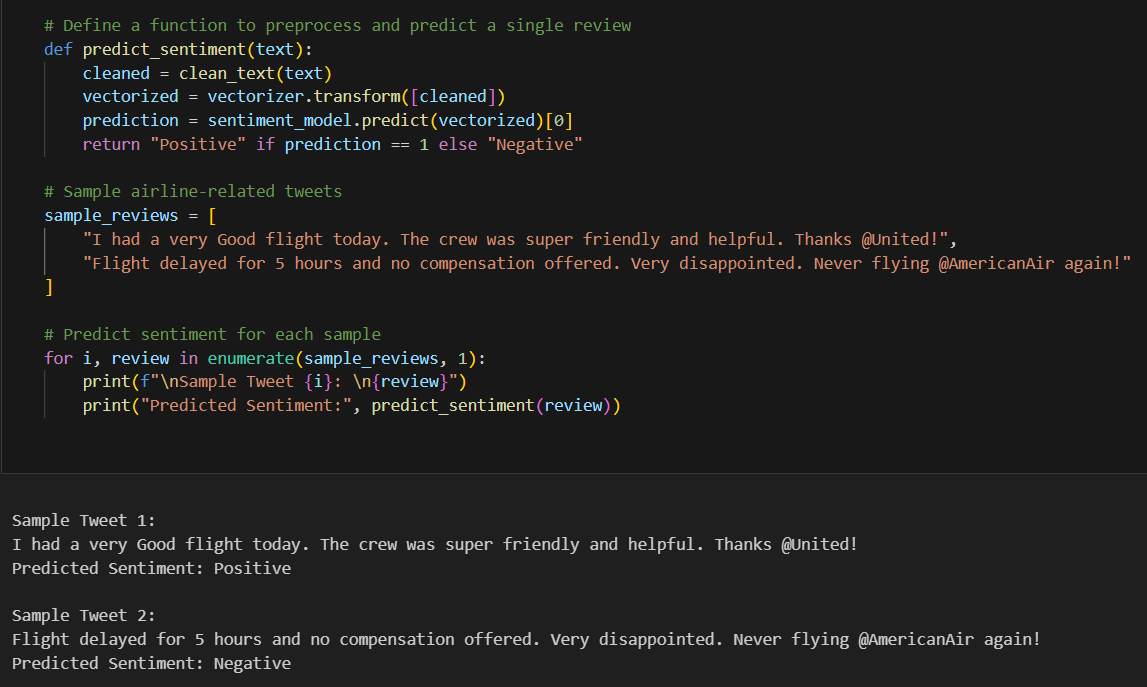 # Define a function to preprocess and predict a single review
def predict_sentiment(text):
    cleaned = clean_text(text)
    vectorized = vectorizer.transform([cleaned])
    prediction = sentiment_model.predict(vectorized)[0]
    return "Positive" if prediction == 1 else "Negative"
# Sample airline-related tweets
sample_reviews = [
    "I had a very Good flight today. The crew was super friendly and helpful. Thanks @United!",
    "Flight delayed for 5 hours and no compensation offered. Very disappointed. Never flying @AmericanAir again!"
]
# Predict sentiment for each sample
for i, review in enumerate(sample_reviews, 1):
    print(f"\nSample Tweet {i}: \n{review}")
    print("Predicted Sentiment:", predict_sentiment(review))
Sample Tweet 1:
I had a very Good flight today. The crew was super friendly and helpful. Thanks @United!
Predicted Sentiment: Positive
Sample Tweet 2:
Flight delayed for 5 hours and no compensation offered. Very disappointed. Never flying @AmericanAir again!
Predicted Sentiment: Negative